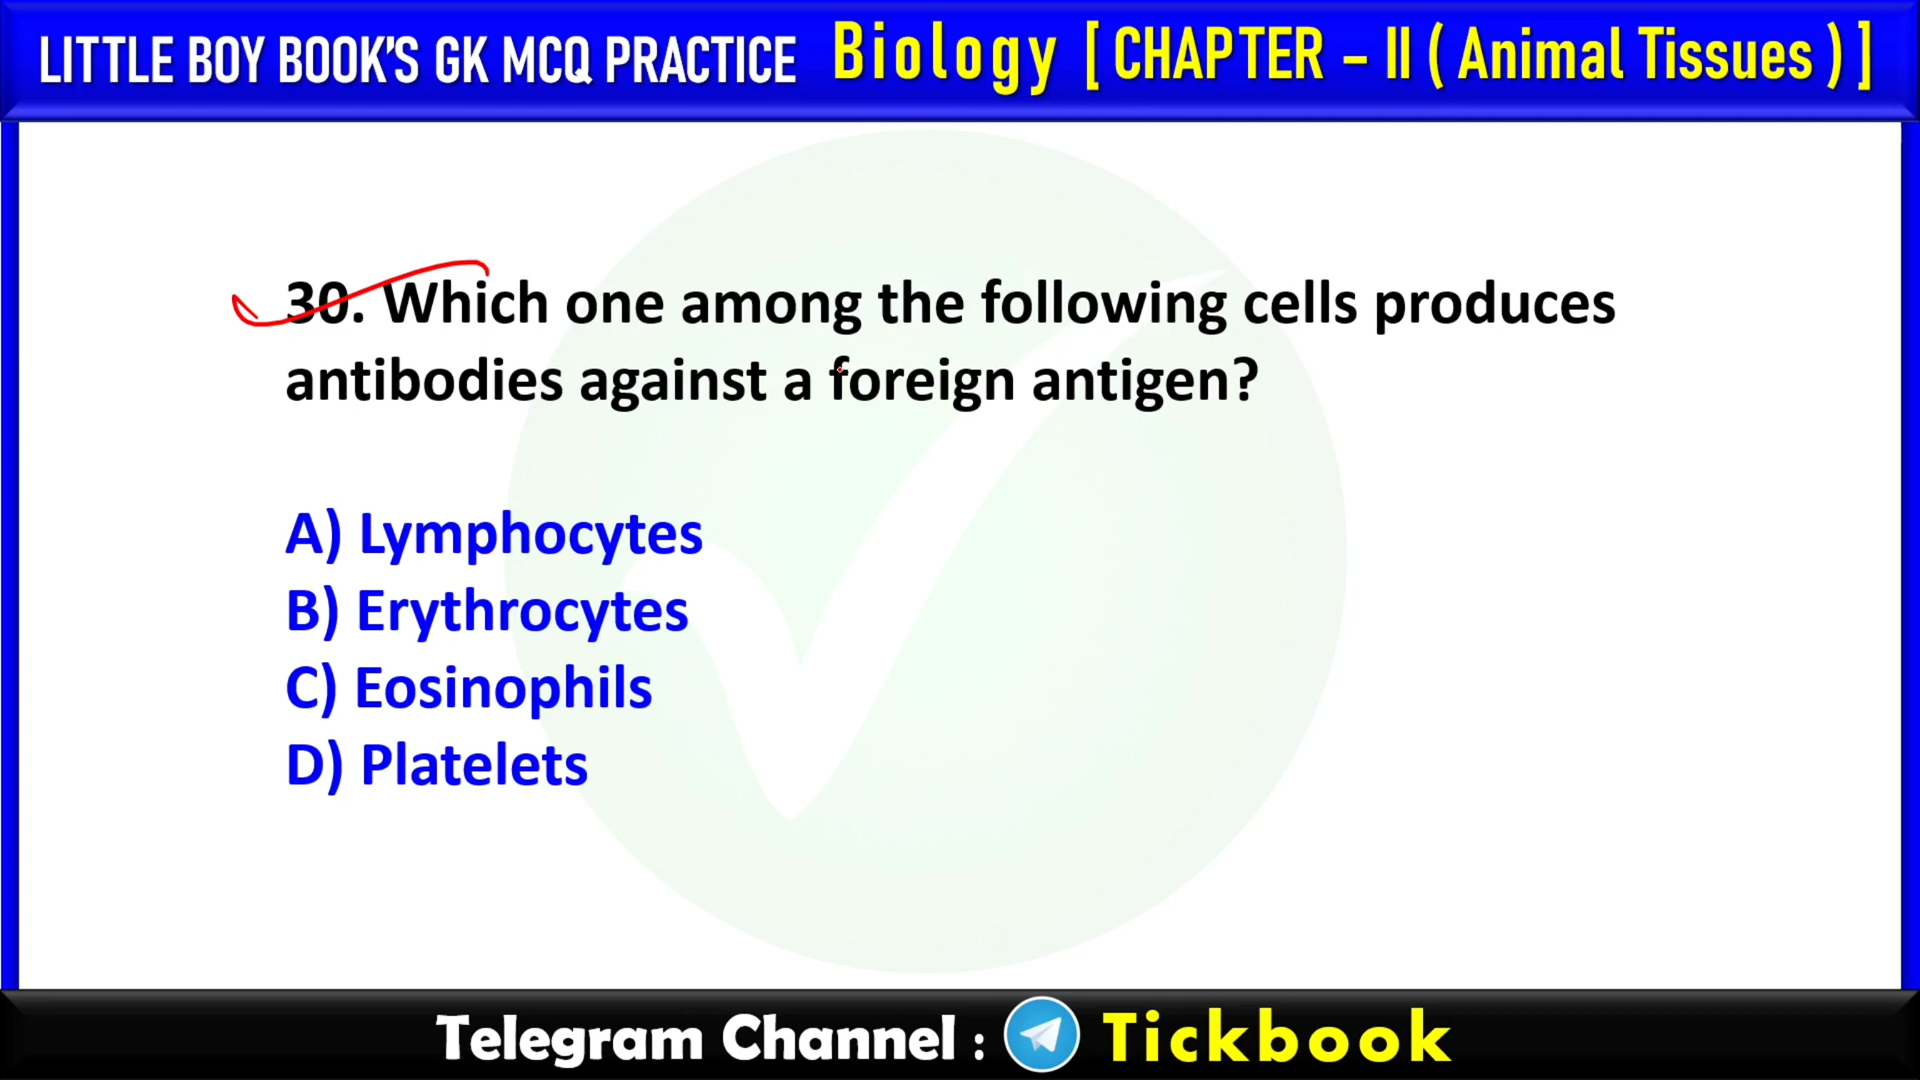 LITTLE BOY BOOK'S GK MCQ PRACTICE Biology [ CHAPTER – II ( Animal Tissues ) ]
30. Which one among the following cells produces
antibodies against a foreign antigen?
A) Lymphocytes
B) Erythrocytes
C) Eosinophils
D) Platelets
Telegram Channel : Tickbook